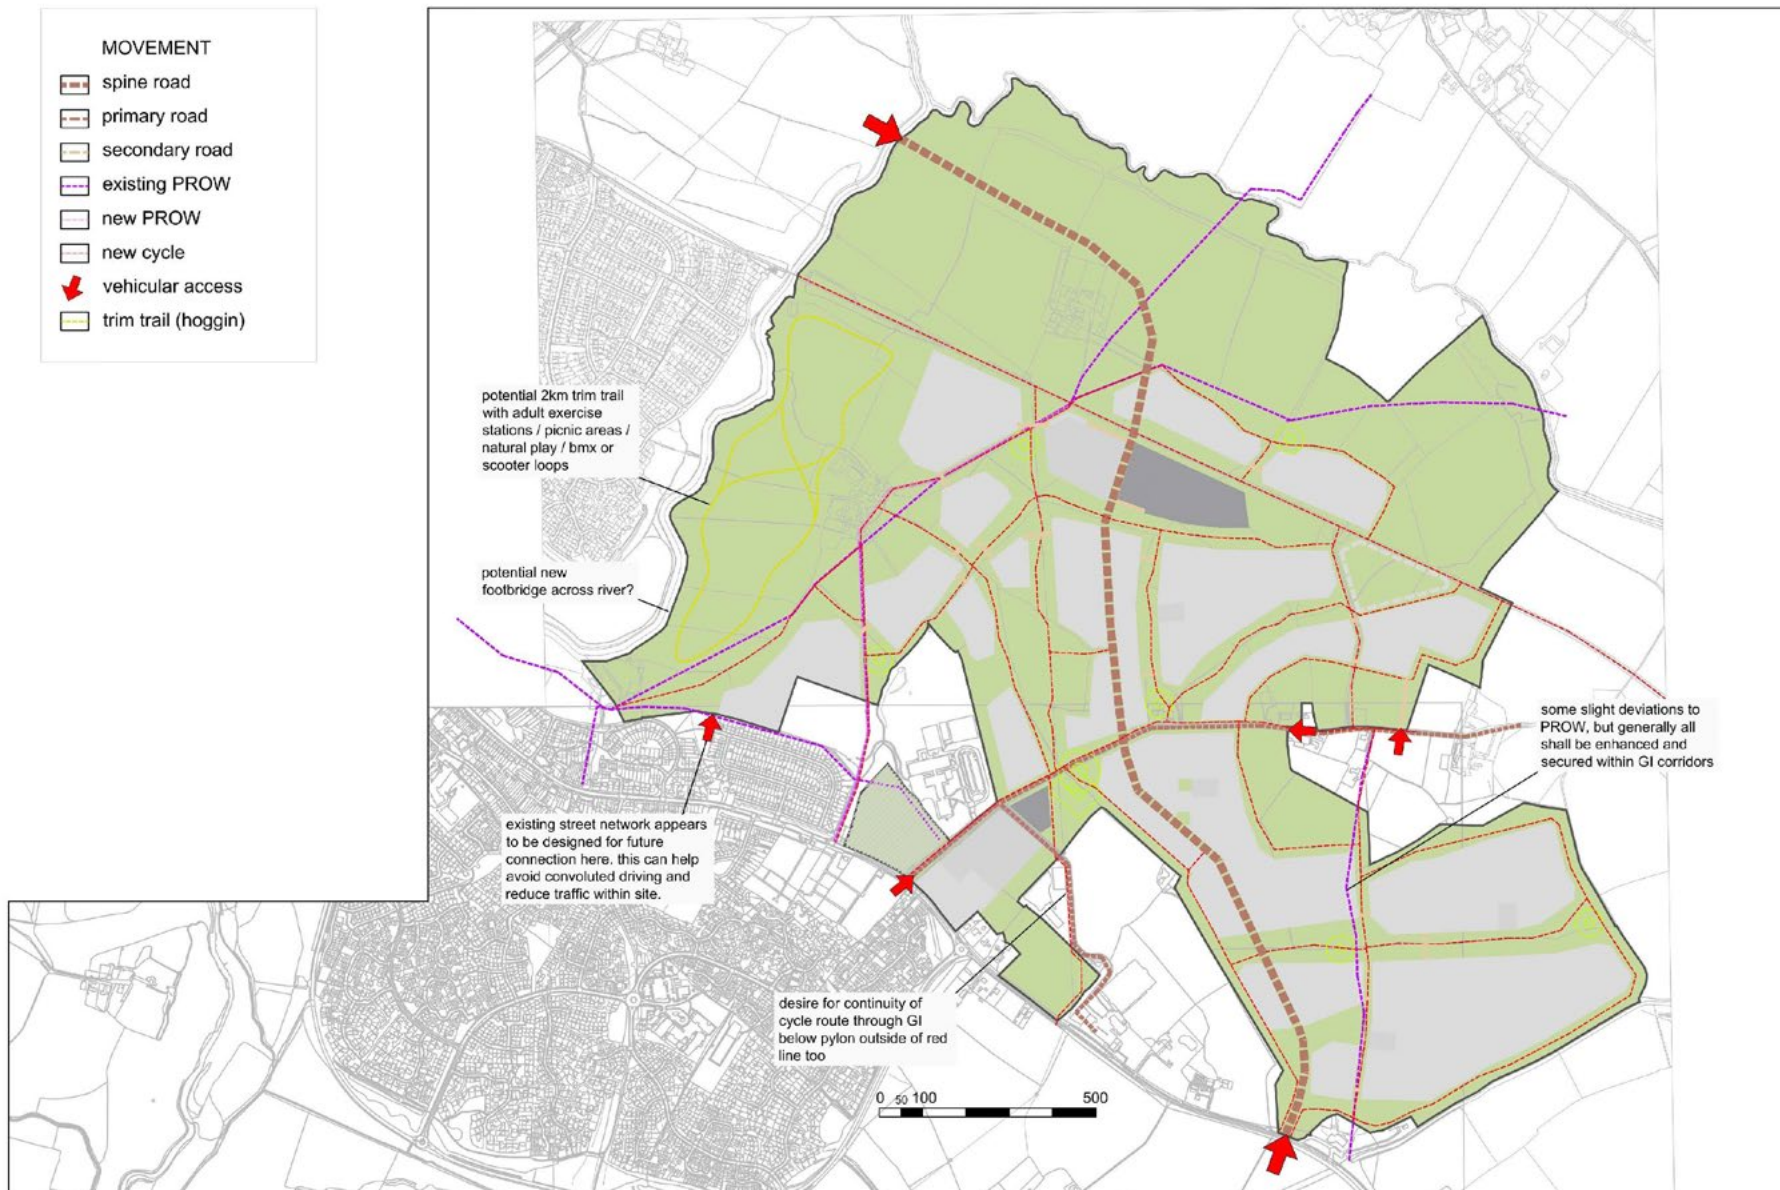 MOVEMENT
spine road
primary road
secondary road
existing PROW
new PROW
new cycle
vehicular access
trim trail (hoggin)
potential 2km trim trail
with adult exercise
stations / picnic areas /
natural play / bmx or
scooter loops
potential new
footbridge across river?
some slight deviations to
PROW, but generally all
shall be enhanced and
secured within GI corridors
existing street network appears
to be designed for future
connection here. this can help
avoid convoluted driving and
reduce traffic within site.
desire for continuity of
cycle route through GI
below pylon outside of red
line too
0 50 100 500